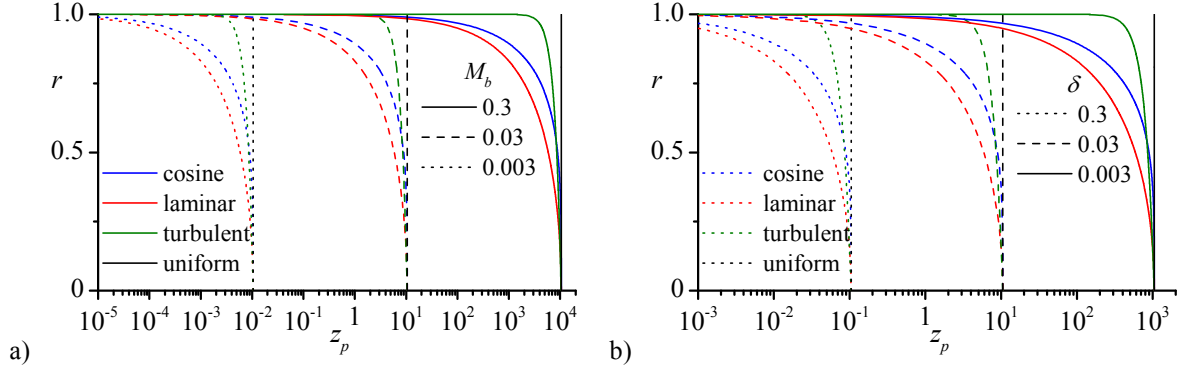 1.0
r
0.5
0
M_b
0.3
0.03
0.003
cosine
laminar
turbulent
uniform
10^-5 10^-4 10^-3 10^-2 10^-1 1 10^1 10^2 10^3 10^4
z_p
a)
1.0
r
0.5
0
δ
0.3
0.03
0.003
cosine
laminar
turbulent
uniform
10^-3 10^-2 10^-1 1 10^1 10^2 10^3
z_p
b)